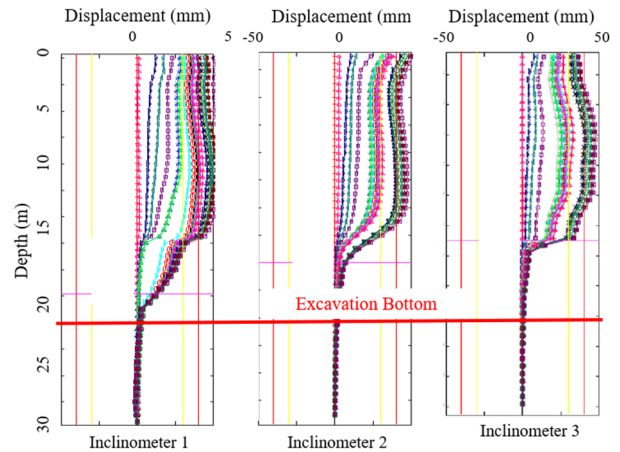 Displacement (mm)
Displacement (mm
Displacement (mm)
0
5
-50
0
50
-50
0
50
0
5
10
15
20
25
30
Depth (m)
Excavation Bottom
Inclinometer 1
Inclinometer 2
Inclinometer 3